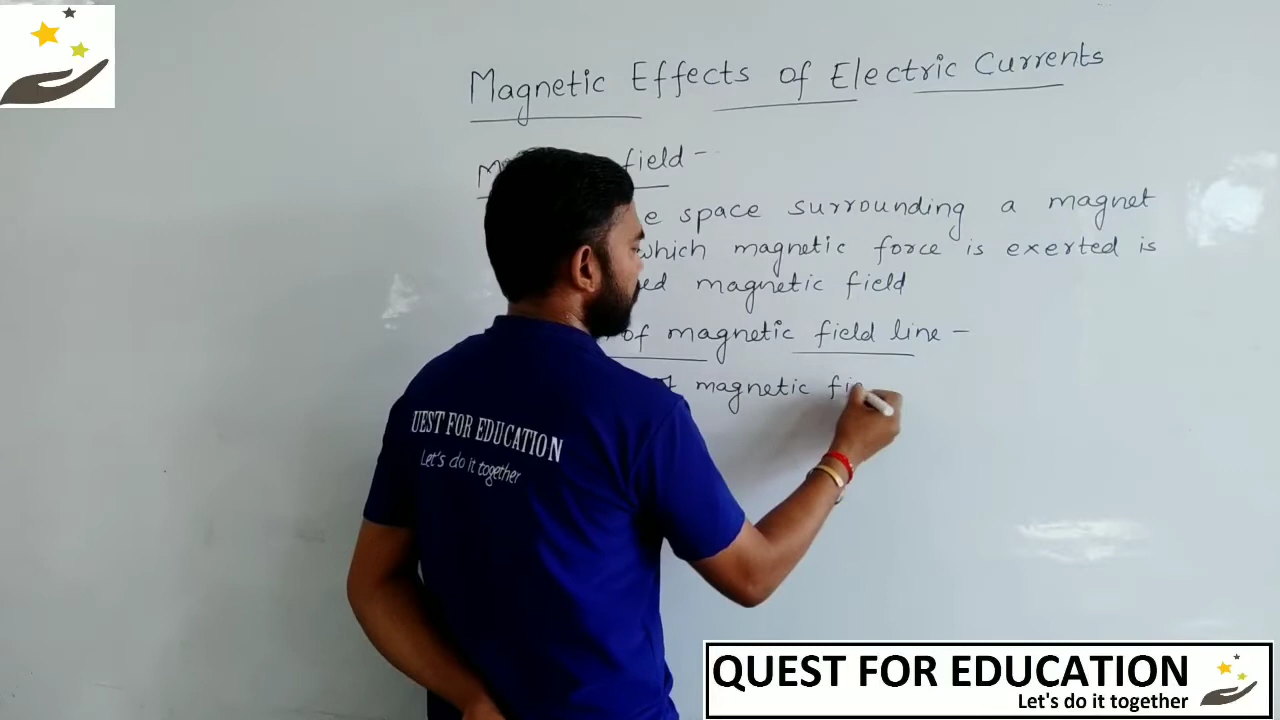 Magnetic Effects of Electric Currents
field -
space surrounding a magnet
which magnetic force is exerted is
magnetic field
of magnetic field line -
magnetic
UEST FOR EDUCATION
Let's do it together
QUEST FOR EDUCATION
Let's do it together